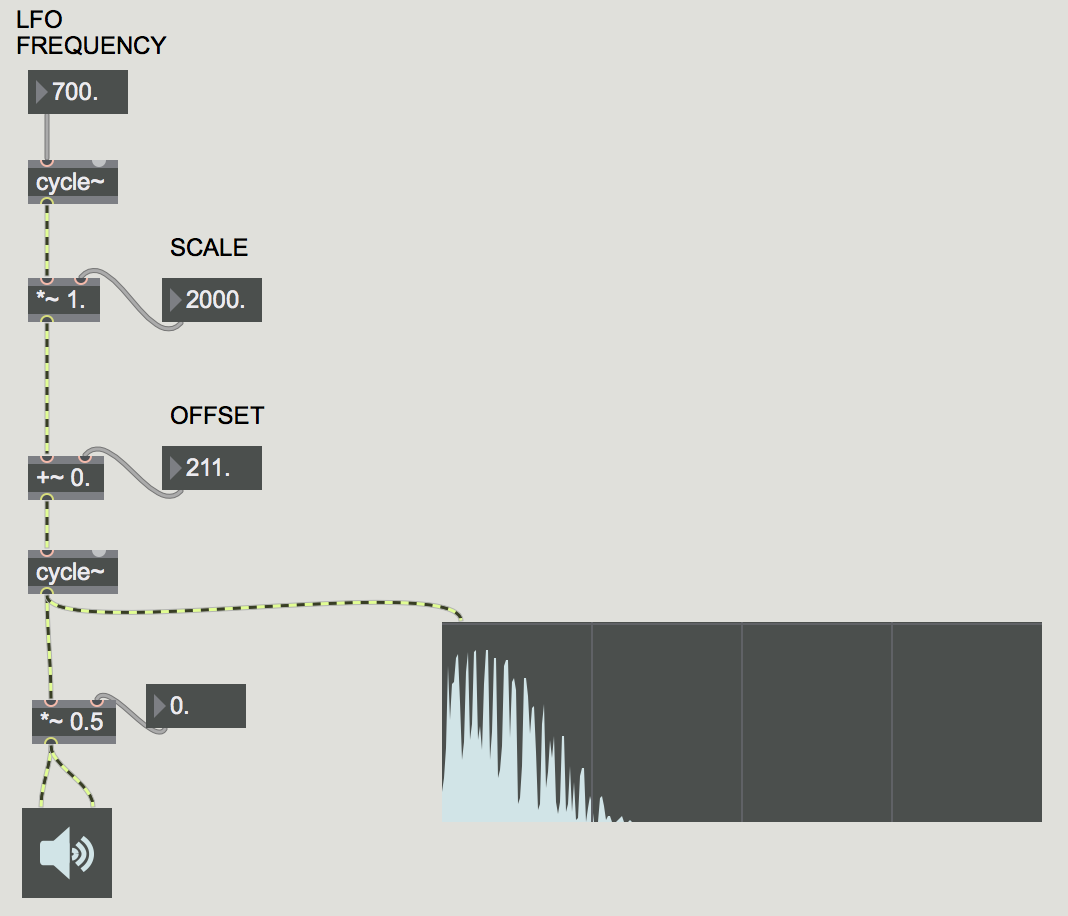 LFO
FREQUENCY
700.
cycle~
SCALE
*~ 1.
2000.
OFFSET
+~ 0.
211.
cycle~
0.
*~ 0.5